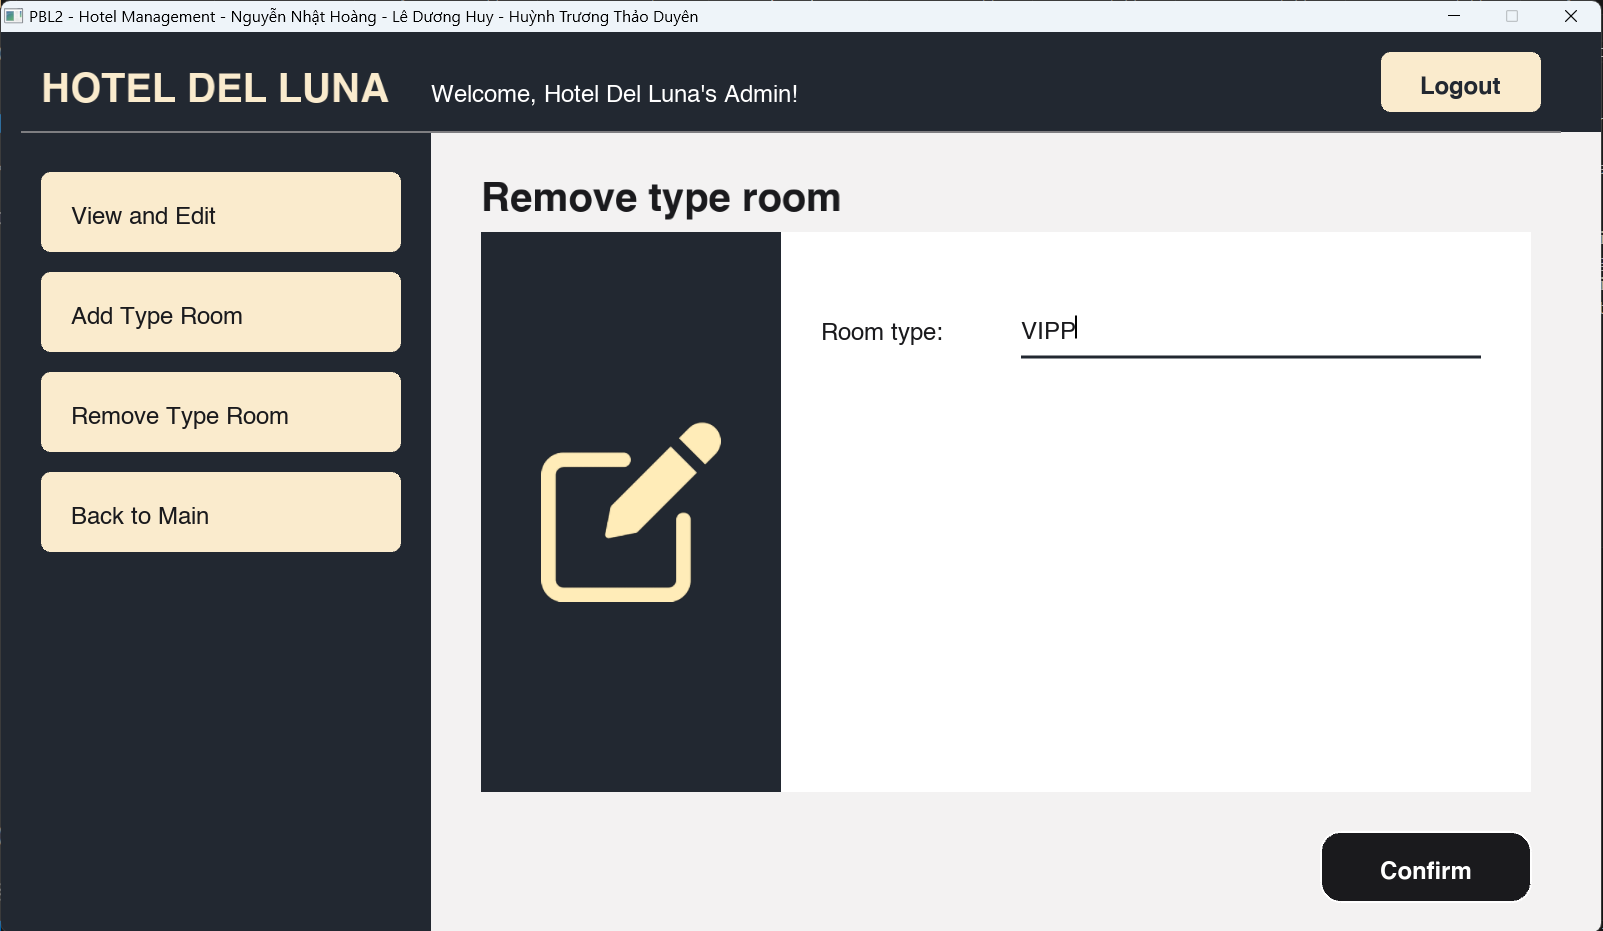 PBL2 - Hotel Management - Nguyễn Nhật Hoàng - Lê Dương Huy - Huỳnh Trương Thảo Duyên
HOTEL DEL LUNA
Welcome, Hotel Del Luna's Admin!
Logout
View and Edit
Add Type Room
Remove Type Room
Back to Main
Remove type room
Room type:
VIPP
Confirm